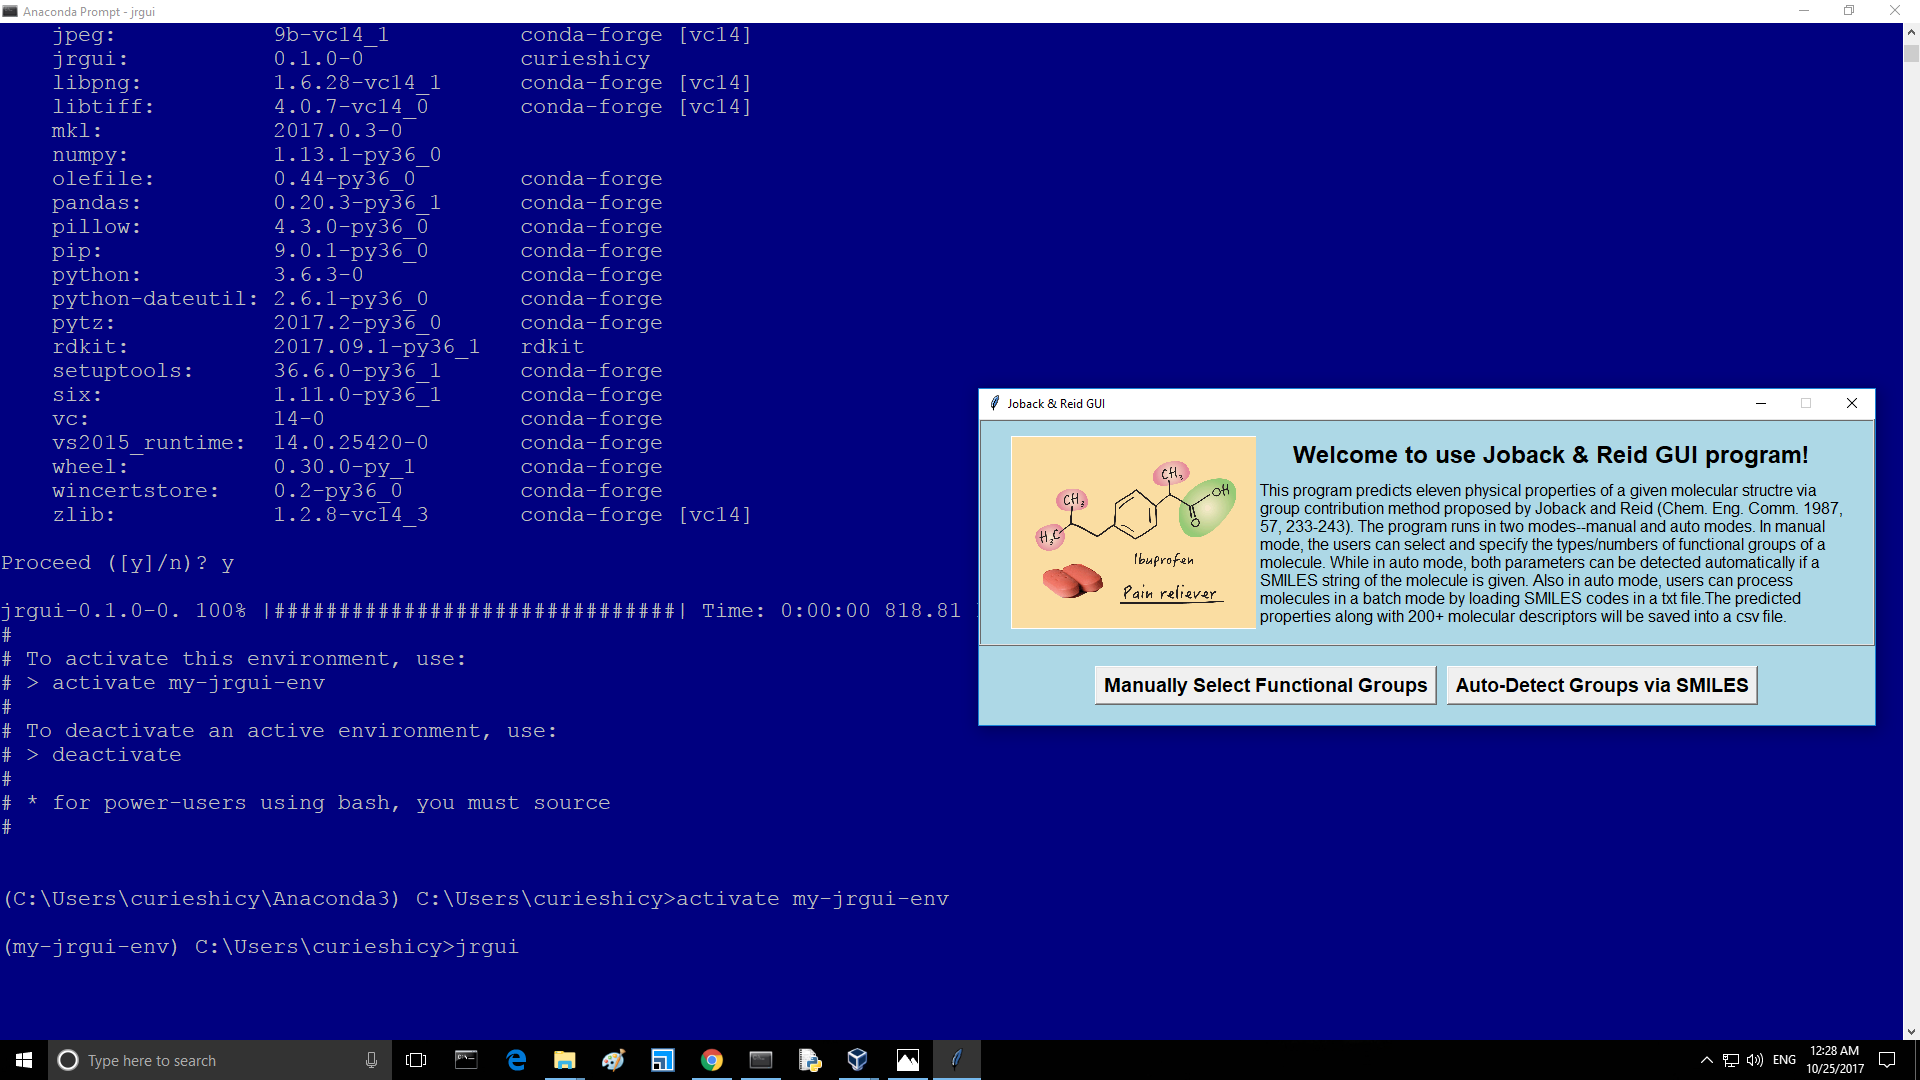 Anaconda Prompt - jrgui
jpeg: 9b-vc14_1 conda-forge [vc14]
jrgui: 0.1.0-0 curieshicy
libpng: 1.6.28-vc14_1 conda-forge [vc14]
libtiff: 4.0.7-vc14_0 conda-forge [vc14]
mkl: 2017.0.3-0
numpy: 1.13.1-py36_0
olefile: 0.44-py36_0 conda-forge
pandas: 0.20.3-py36_1 conda-forge
pillow: 4.3.0-py36_0 conda-forge
pip: 9.0.1-py36_0 conda-forge
python: 3.6.3-0 conda-forge
python-dateutil: 2.6.1-py36_0 conda-forge
pytz: 2017.2-py36_0 conda-forge
rdkit: 2017.09.1-py36_1 rdkit
setuptools: 36.6.0-py36_1 conda-forge
six: 1.11.0-py36_1 conda-forge
vc: 14-0 conda-forge
vs2015_runtime: 14.0.25420-0 conda-forge
wheel: 0.30.0-py_1 conda-forge
wincertstore: 0.2-py36_0 conda-forge
zlib: 1.2.8-vc14_3 conda-forge [vc14]
Proceed ([y]/n)? y
jrgui-0.1.0-0. 100% |###############################| Time: 0:00:00 818.81
#
# To activate this environment, use:
# > activate my-jrgui-env
#
# To deactivate an active environment, use:
# > deactivate
#
# * for power-users using bash, you must source
#
(C:\Users\curieshicy\Anaconda3) C:\Users\curieshicy>activate my-jrgui-env
(my-jrgui-env) C:\Users\curieshicy>jrgui
Joback & Reid GUI
CH3
OH
CH3
H3C
O
Ibuprofen
Pain reliever
Welcome to use Joback & Reid GUI program!
This program predicts eleven physical properties of a given molecular structre via
group contribution method proposed by Joback and Reid (Chem. Eng. Comm. 1987,
57, 233-243). The program runs in two modes--manual and auto modes. In manual
mode, the users can select and specify the types/numbers of functional groups of a
molecule. While in auto mode, both parameters can be detected automatically if a
SMILES string of the molecule is given. Also in auto mode, users can process
molecules in a batch mode by loading SMILES codes in a txt file.The predicted
properties along with 200+ molecular descriptors will be saved into a csv file.
Manually Select Functional Groups
Auto-Detect Groups via SMILES
Type here to search
ENG
12:28 AM
10/25/2017